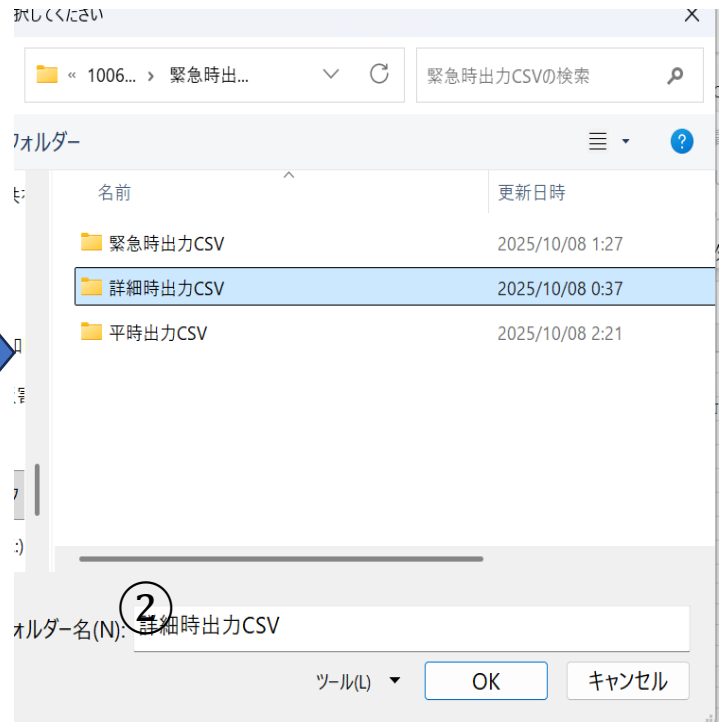 択してください
« 1006... › 緊急時出...
緊急時出力CSVの検索
フォルダー
名前
更新日時
緊急時出力CSV
2025/10/08 1:27
詳細時出力CSV
2025/10/08 0:37
平時出力CSV
2025/10/08 2:21
②
ォルダー名(N):
詳細時出力CSV
ツール(L)
OK
キャンセル